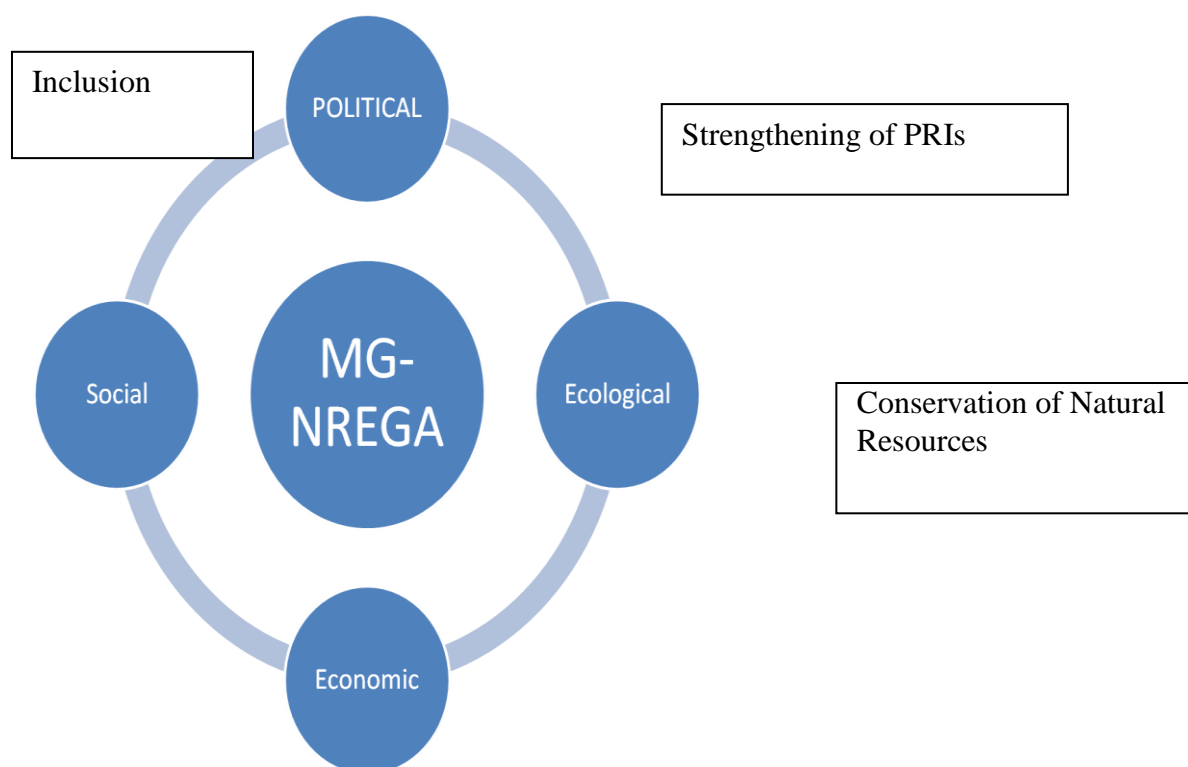 Inclusion
POLITICAL
Strengthening of PRIs
MG-
NREGA
Social
Ecological
Conservation of Natural
Resources
Economic